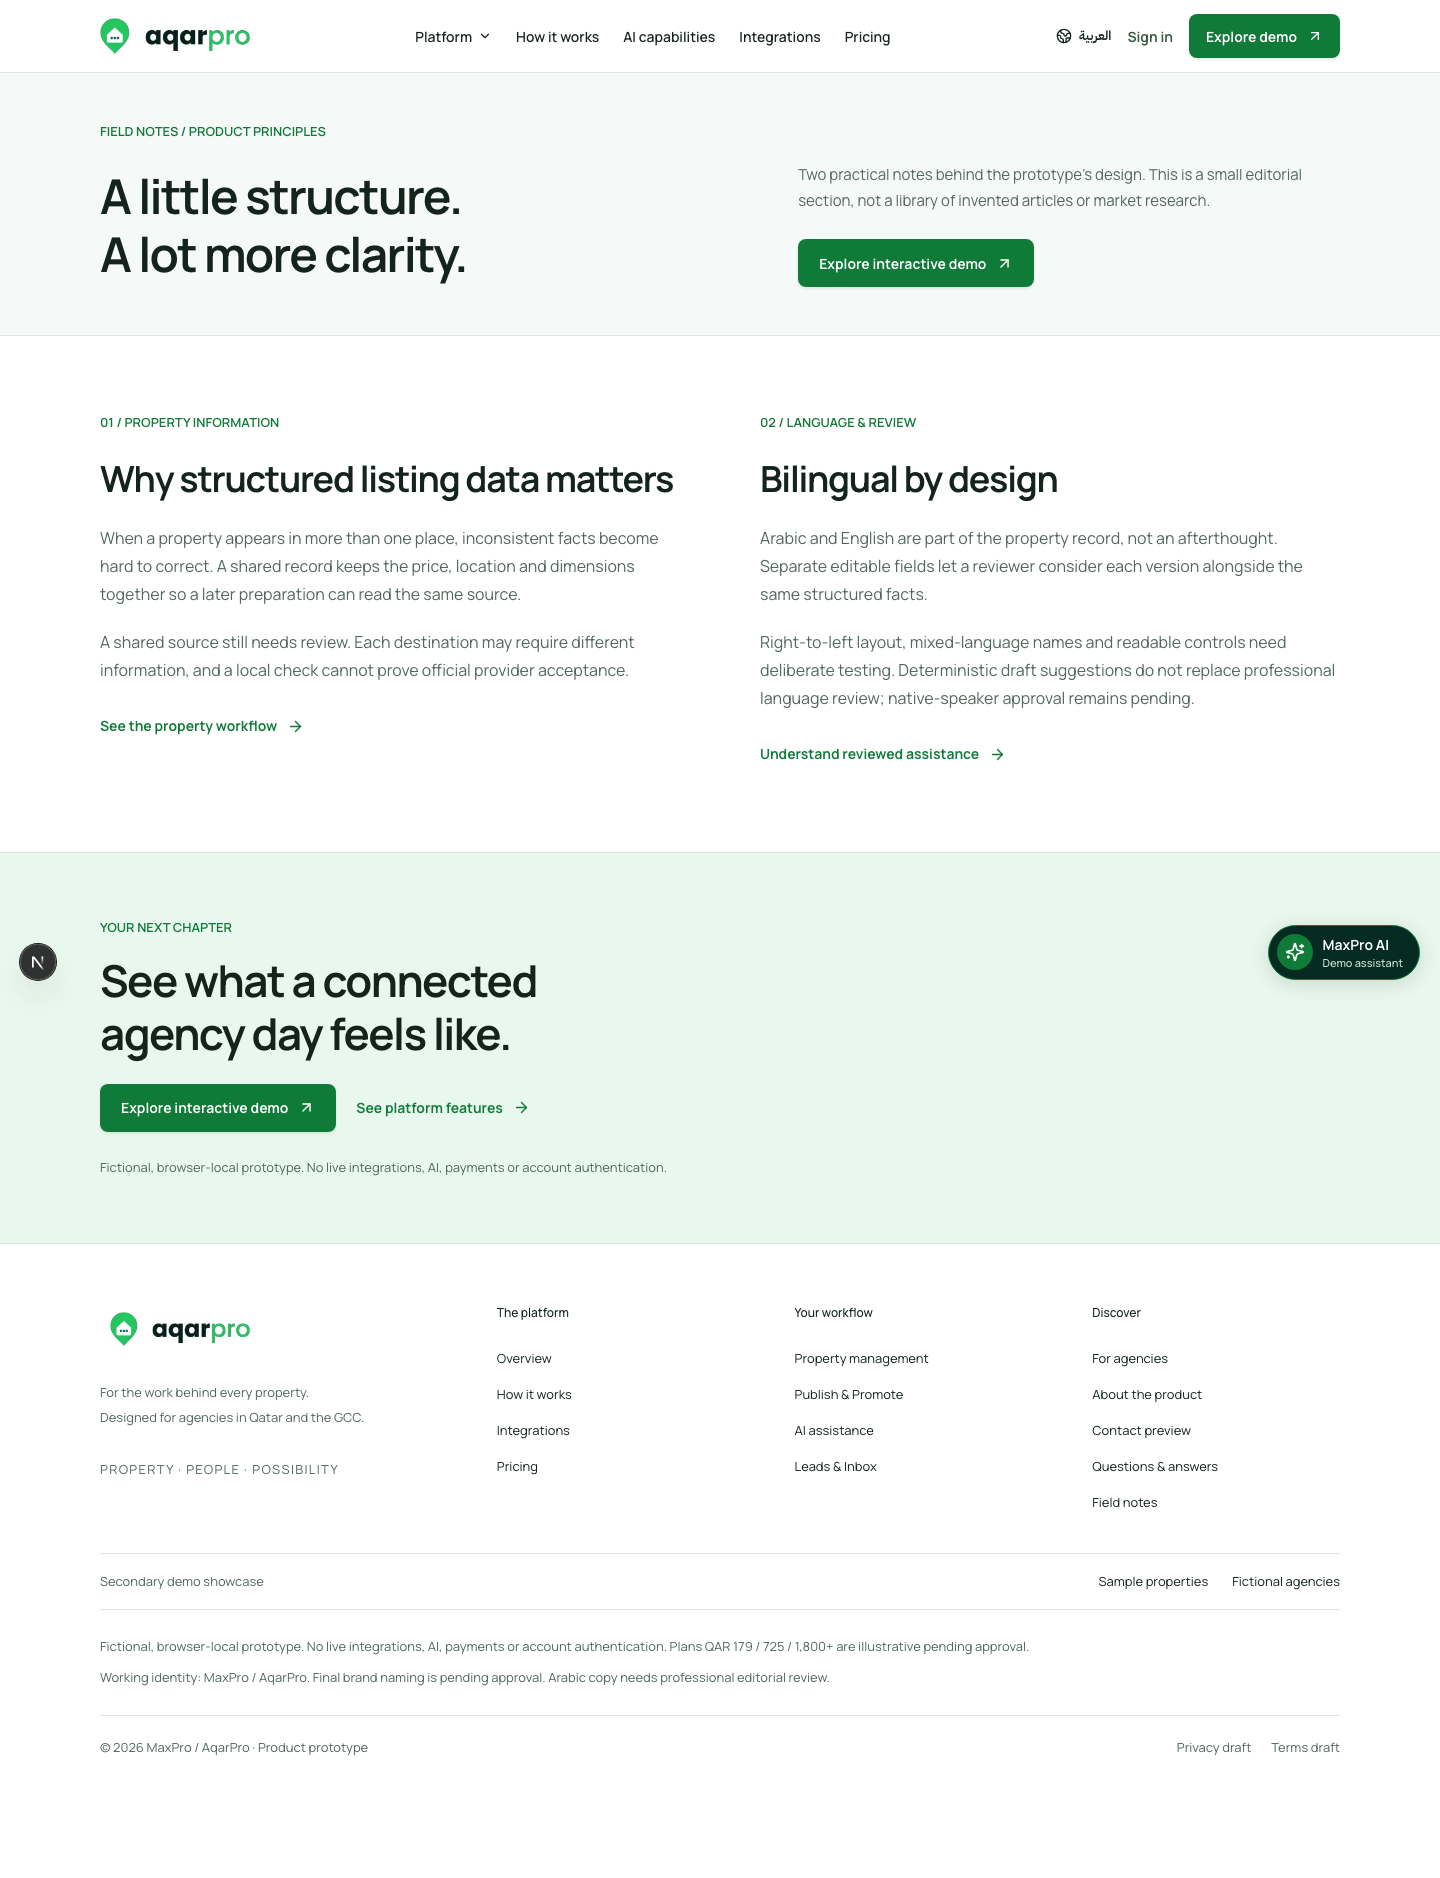 aqarpro
Platform
How it works
AI capabilities
Integrations
Pricing
العربية
Sign in
Explore demo
FIELD NOTES / PRODUCT PRINCIPLES
A little structure.
A lot more clarity.
Two practical notes behind the prototype's design. This is a small editorial
section, not a library of invented articles or market research.
Explore interactive demo
01 / PROPERTY INFORMATION
Why structured listing data matters
When a property appears in more than one place, inconsistent facts become
hard to correct. A shared record keeps the price, location and dimensions
together so a later preparation can read the same source.
A shared source still needs review. Each destination may require different
information, and a local check cannot prove official provider acceptance.
See the property workflow
02 / LANGUAGE & REVIEW
Bilingual by design
Arabic and English are part of the property record, not an afterthought.
Separate editable fields let a reviewer consider each version alongside the
same structured facts.
Right-to-left layout, mixed-language names and readable controls need
deliberate testing. Deterministic draft suggestions do not replace professional
language review; native-speaker approval remains pending.
Understand reviewed assistance
YOUR NEXT CHAPTER
See what a connected
agency day feels like.
Explore interactive demo
See platform features
Fictional, browser-local prototype. No live integrations, AI, payments or account authentication.
N
MaxPro AI
Demo assistant
aqarpro
For the work behind every property.
Designed for agencies in Qatar and the GCC.
PROPERTY · PEOPLE · POSSIBILITY
The platform
Overview
How it works
Integrations
Pricing
Your workflow
Property management
Publish & Promote
AI assistance
Leads & Inbox
Discover
For agencies
About the product
Contact preview
Questions & answers
Field notes
Secondary demo showcase
Sample properties
Fictional agencies
Fictional, browser-local prototype. No live integrations, AI, payments or account authentication. Plans QAR 179 / 725 / 1,800+ are illustrative pending approval.
Working identity: MaxPro / AqarPro. Final brand naming is pending approval. Arabic copy needs professional editorial review.
© 2026 MaxPro / AqarPro · Product prototype
Privacy draft
Terms draft